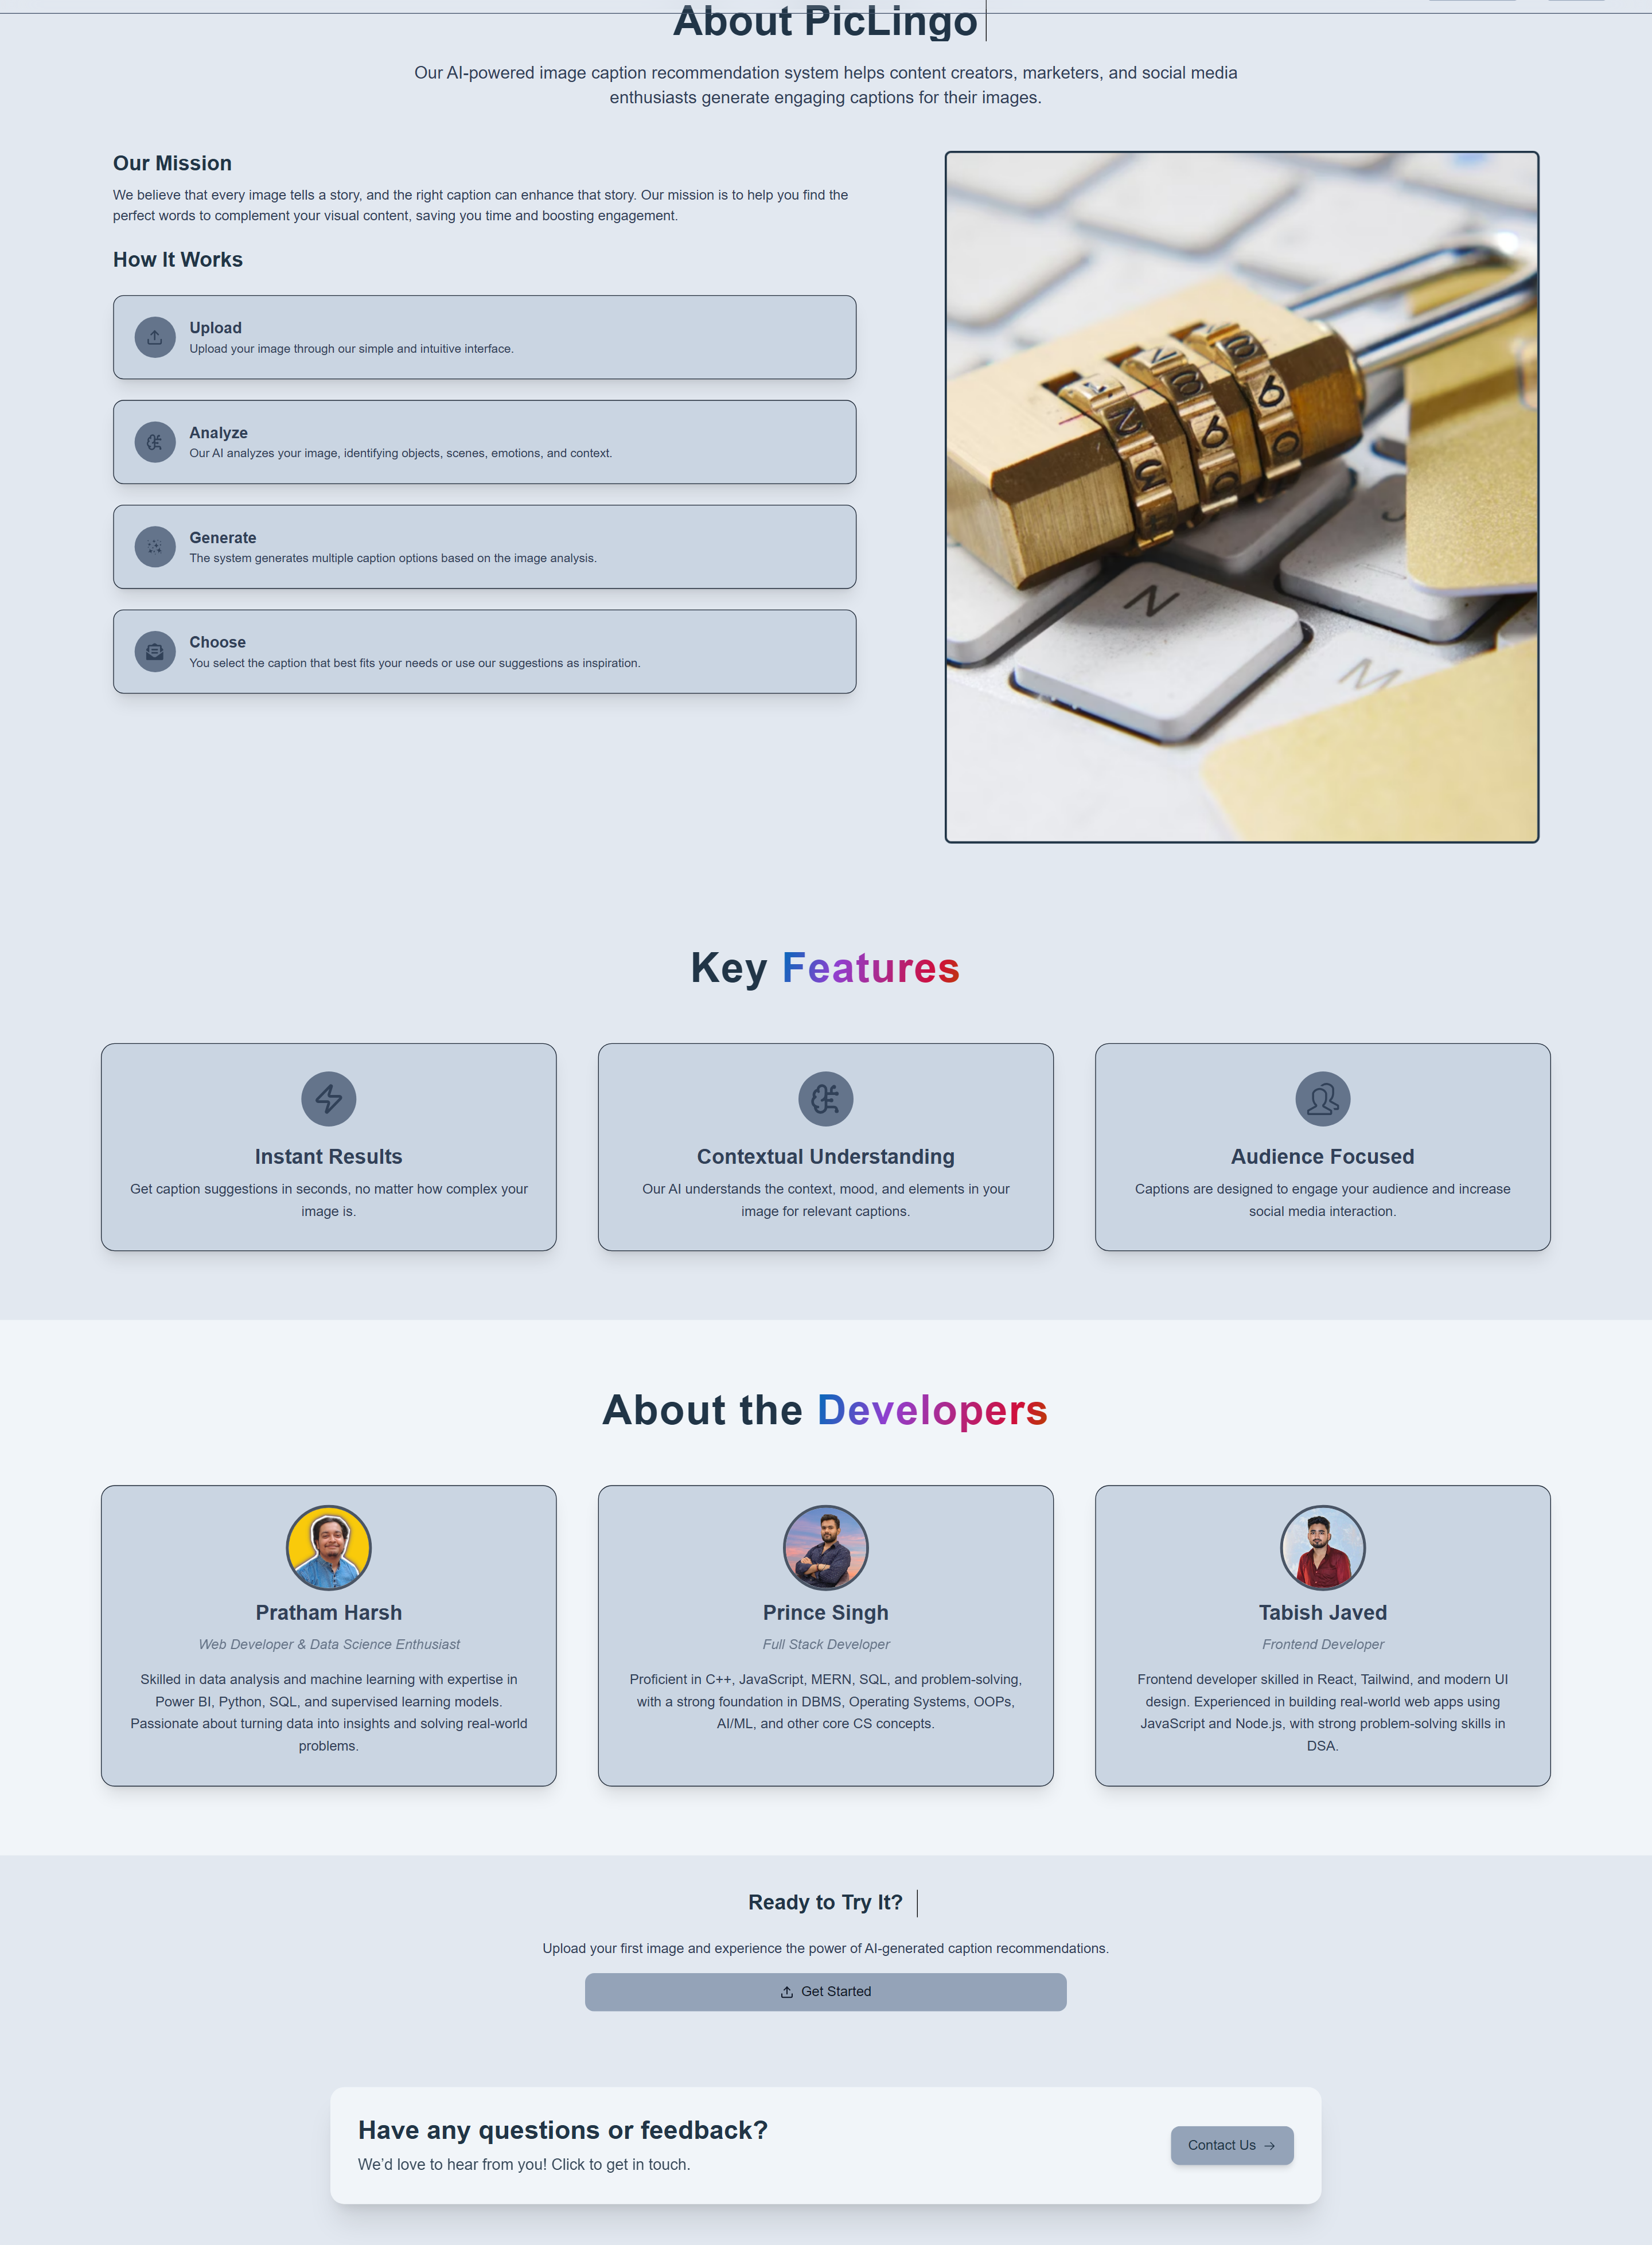 About PicLingo
Our AI-powered image caption recommendation system helps content creators, marketers, and social media
enthusiasts generate engaging captions for their images.
Our Mission
We believe that every image tells a story, and the right caption can enhance that story. Our mission is to help you find the
perfect words to complement your visual content, saving you time and boosting engagement.
How It Works
Upload
Upload your image through our simple and intuitive interface.
Analyze
Our AI analyzes your image, identifying objects, scenes, emotions, and context.
Generate
The system generates multiple caption options based on the image analysis.
Choose
You select the caption that best fits your needs or use our suggestions as inspiration.
6
6 0
N
M
Key Features
Instant Results
Get caption suggestions in seconds, no matter how complex your
image is.
Contextual Understanding
Our AI understands the context, mood, and elements in your
image for relevant captions.
Audience Focused
Captions are designed to engage your audience and increase
social media interaction.
About the Developers
Pratham Harsh
Web Developer & Data Science Enthusiast
Skilled in data analysis and machine learning with expertise in
Power BI, Python, SQL, and supervised learning models.
Passionate about turning data into insights and solving real-world
problems.
Prince Singh
Full Stack Developer
Proficient in C++, JavaScript, MERN, SQL, and problem-solving,
with a strong foundation in DBMS, Operating Systems, OOPs,
AI/ML, and other core CS concepts.
Tabish Javed
Frontend Developer
Frontend developer skilled in React, Tailwind, and modern UI
design. Experienced in building real-world web apps using
JavaScript and Node.js, with strong problem-solving skills in
DSA.
Ready to Try It?
Upload your first image and experience the power of AI-generated caption recommendations.
Get Started
Have any questions or feedback?
We'd love to hear from you! Click to get in touch.
Contact Us